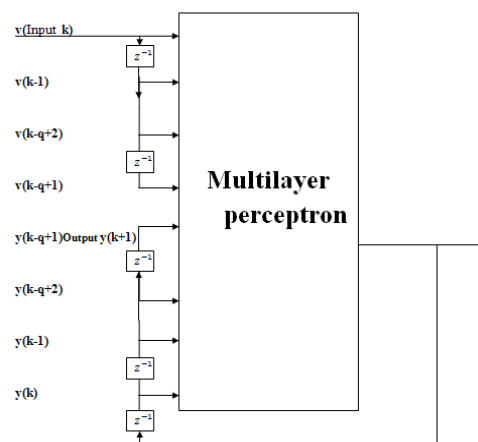 v(Input k)
z⁻¹
v(k-1)
v(k-q+2)
z⁻¹
v(k-q+1)
Multilayer
perceptron
y(k-q+1)Output y(k+1)
z⁻¹
y(k-q+2)
y(k-1)
z⁻¹
y(k)
z⁻¹